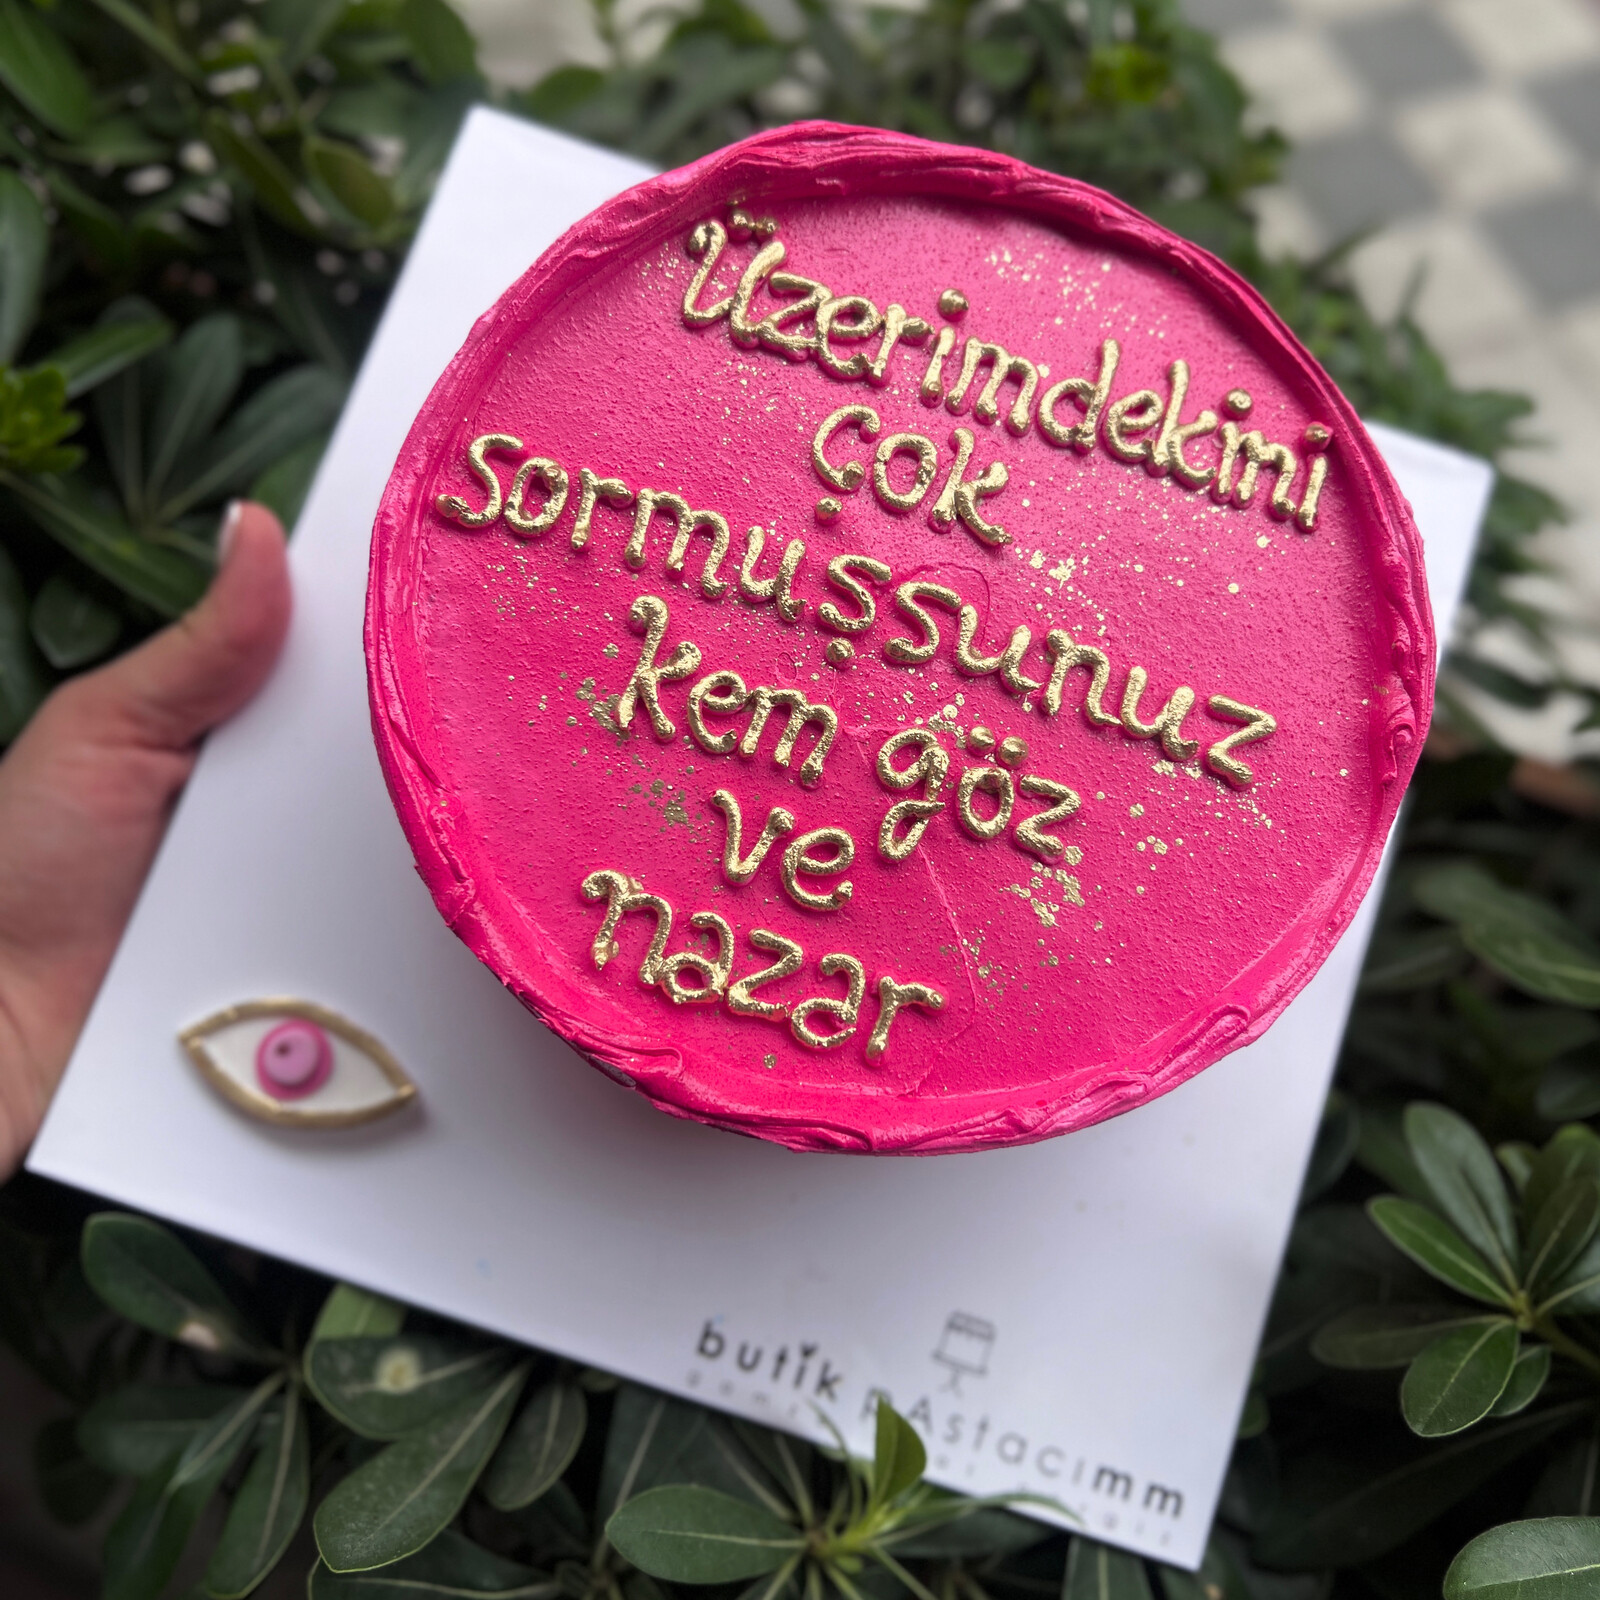 Üzerimdekini
çok
sormuşsunuz
kem göz
ve
nazar
butik pAstacımm